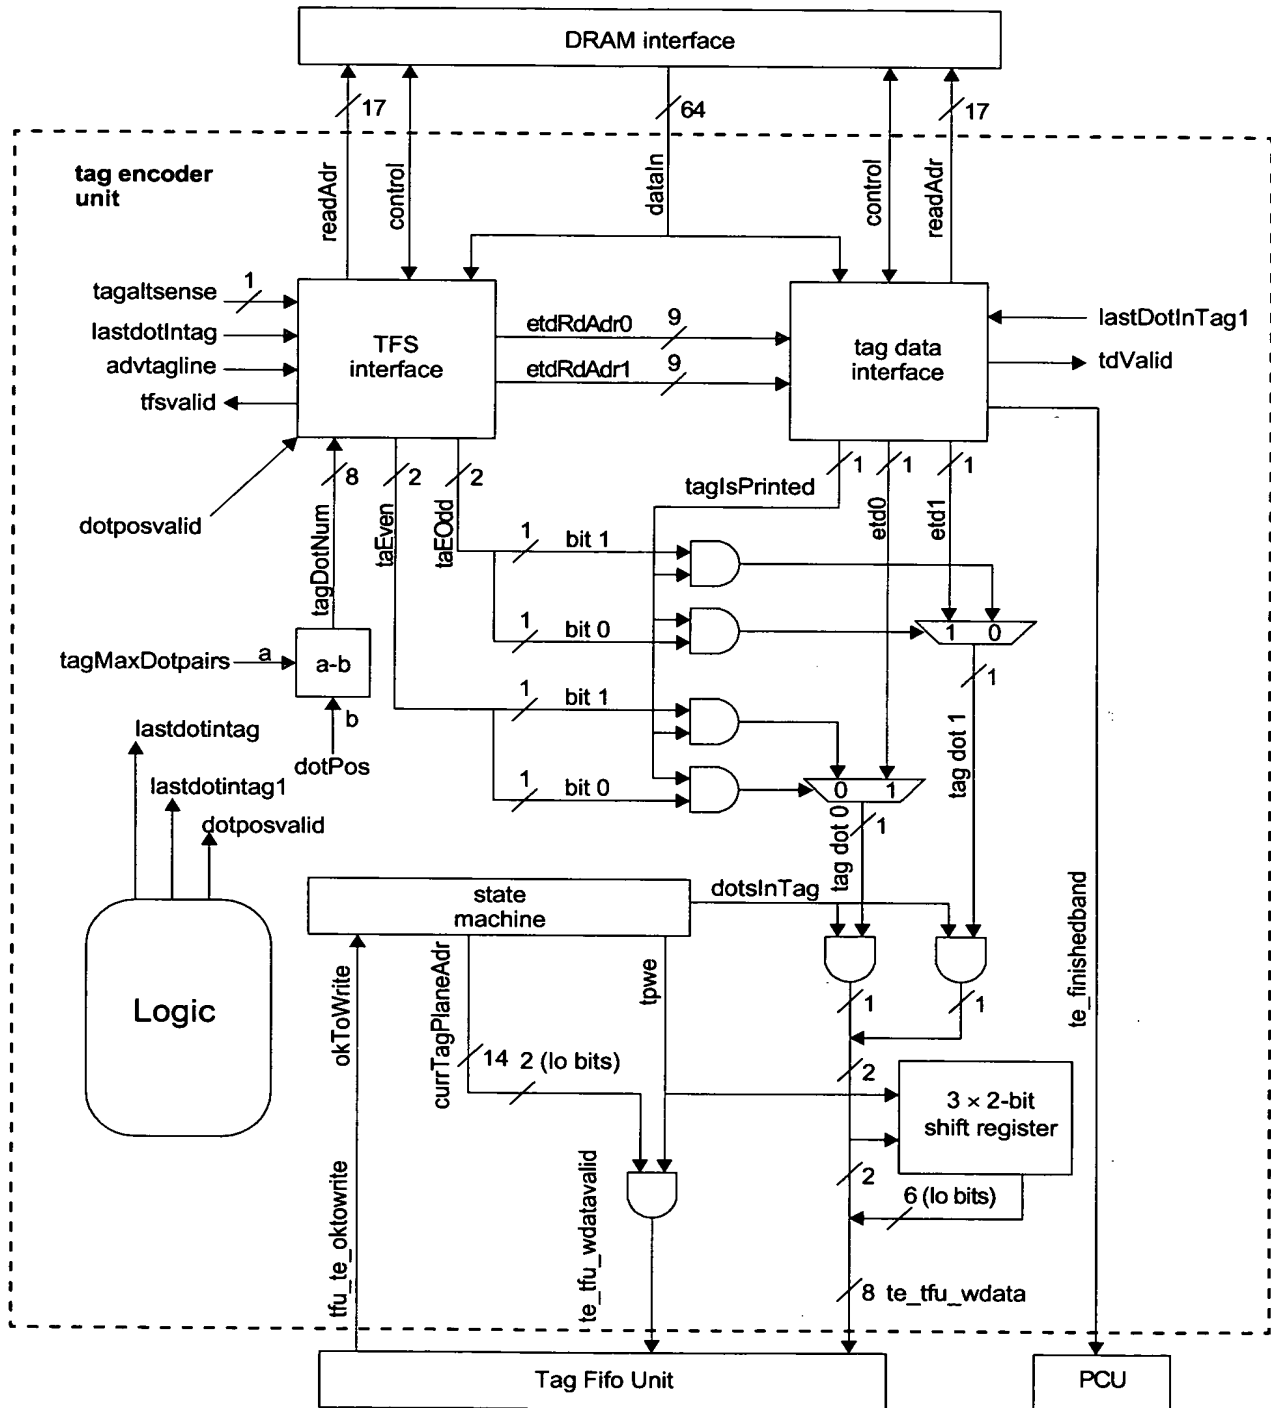 DRAM interface
17
64
17
tag encoder
unit
readAdr
control
dataIn
control
readAdr
tagaltsense
1
lastdotIntag
advtagline
tfsvalid
TFS
interface
etdRdAdr0
9
etdRdAdr1
9
tag data
interface
lastDotInTag1
tdValid
dotposvalid
8
2
2
1
1
1
tagIsPrinted
tagDotNum
taEven
taEOdd
etd0
etd1
1
bit 1
1
bit 0
1 0
1
tagMaxDotpairs
a
a-b
b
dotPos
1
bit 1
1
bit 0
0 1
1
tag dot 0
tag dot 1
lastdotintag
lastdotintag1
dotposvalid
Logic
state
machine
dotsInTag
okToWrite
currTagPlaneAdr
tpwe
te_finishedband
1
1
14
2 (lo bits)
2
3 × 2-bit
shift register
2
6 (lo bits)
tfu_te_oktowrite
te_tfu_wdatavalid
8 te_tfu_wdata
Tag Fifo Unit
PCU